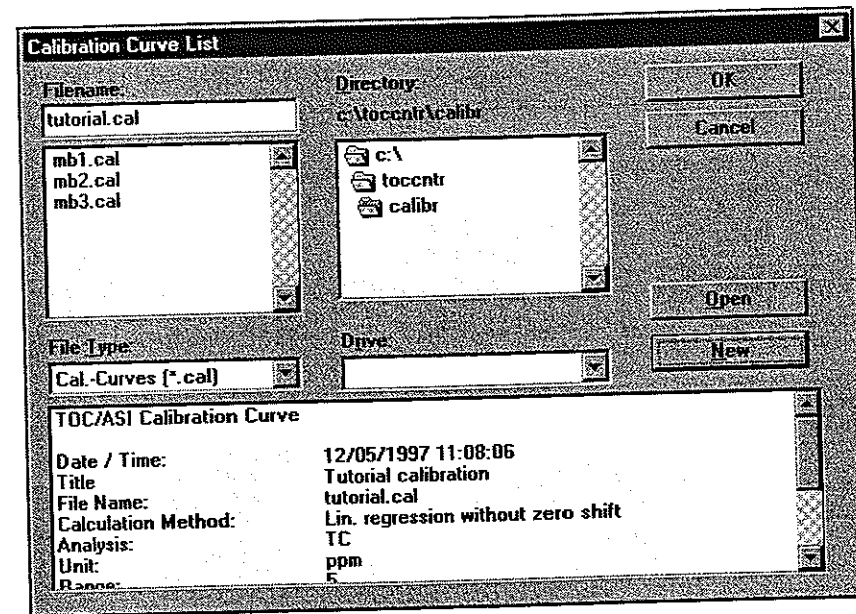 Calibration Curve List
Filename:
tutorial.cal
mb1.cal
mb2.cal
mb3.cal
Directory:
c:\toccntr\calibr
c:\
toccntr
calibr
OK
Cancel
Open
New
File Type
Cal.-Curves (*.cal)
Drive
TOC/ASI Calibration Curve
Date / Time: 12/05/1997 11:08:06
Title Tutorial calibration
File Name: tutorial.cal
Calculation Method: Lin. regression without zero shift
Analysis: TC
Unit: ppm
Range: 5